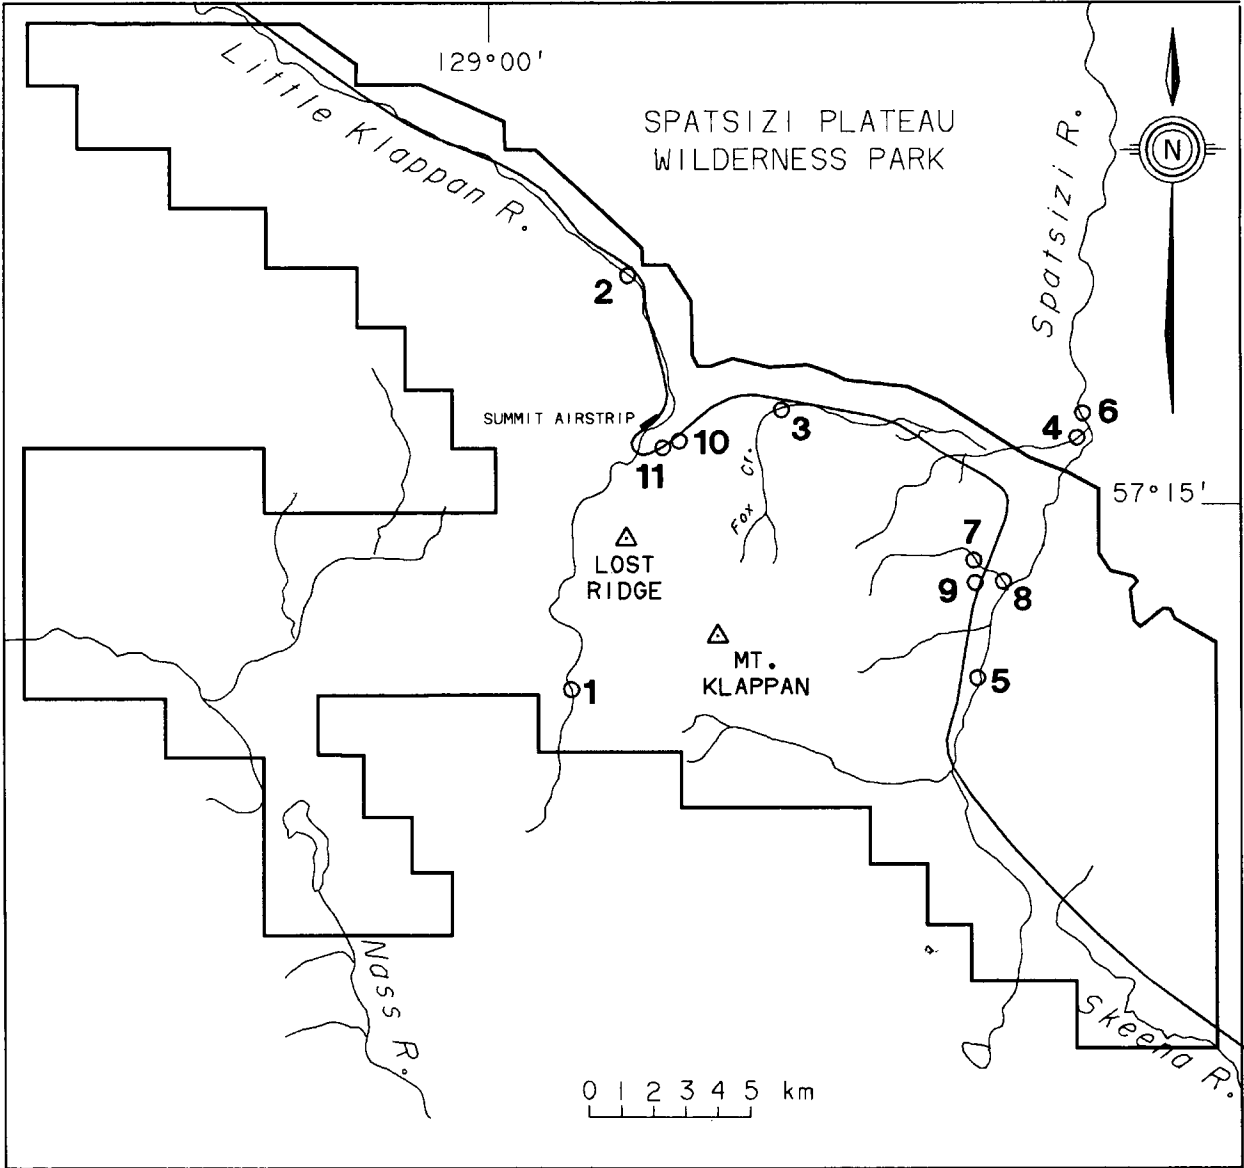 129°00'
Little Klappan R.
SPATSIZI PLATEAU
WILDERNESS PARK
Spatsizi R.
N
2
SUMMIT AIRSTRIP
3
6
4
10
11
Cr.
Fox
57°15'
LOST
RIDGE
7
9
8
MT.
KLAPPAN
5
1
Nass R.
Skeena R.
0 1 2 3 4 5 km